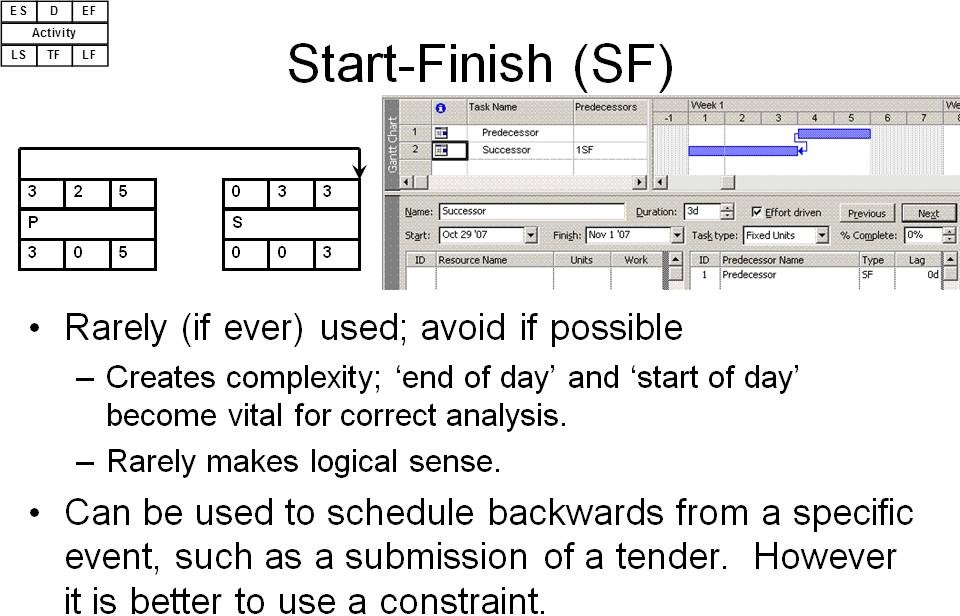 ES D EF
Activity
LS TF LF
Start-Finish (SF)
3 2 5
P
3 0 5
0 3 3
S
0 0 3
Gantt Chart
Task Name Predecessors
Week 1 We
-1 1 2 3 4 5 6 7 8
1 Predecessor
2 Successor 1SF
Name: Successor Duration: 3d Effort driven Previous Next
Start: Oct 29 '07 Finish: Nov 1 '07 Task type: Fixed Units % Complete: 0%
ID Resource Name Units Work ID Predecessor Name Type Lag
1 Predecessor SF 0d
• Rarely (if ever) used; avoid if possible
– Creates complexity; ‘end of day’ and ‘start of day’
become vital for correct analysis.
– Rarely makes logical sense.
• Can be used to schedule backwards from a specific
event, such as a submission of a tender. However
it is better to use a constraint.